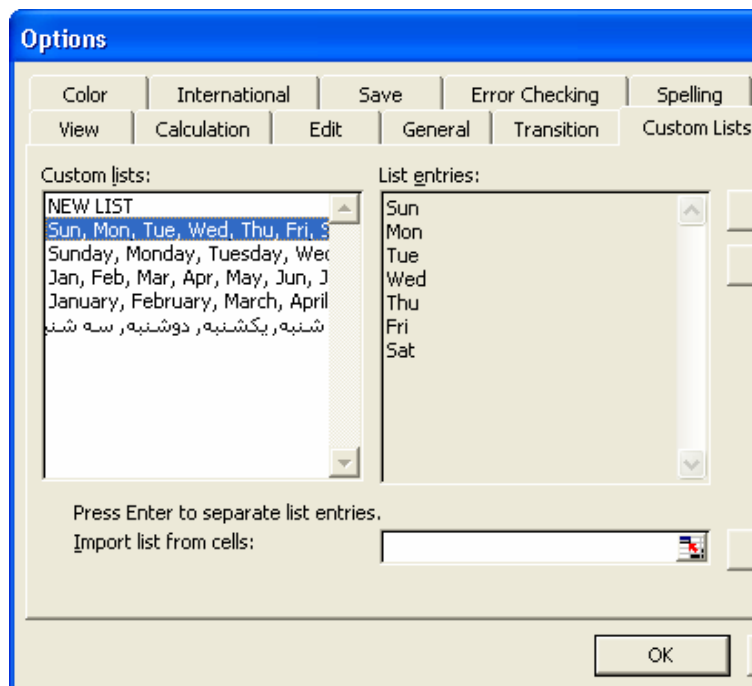 Options
Color International Save Error Checking Spelling
View Calculation Edit General Transition Custom Lists
Custom lists:
List entries:
NEW LIST
Sun, Mon, Tue, Wed, Thu, Fri, S
Sunday, Monday, Tuesday, Wed
Jan, Feb, Mar, Apr, May, Jun, J
January, February, March, April
شنبه, یکشنبه, دوشنبه, سه شنب
Sun
Mon
Tue
Wed
Thu
Fri
Sat
Press Enter to separate list entries.
Import list from cells:
OK